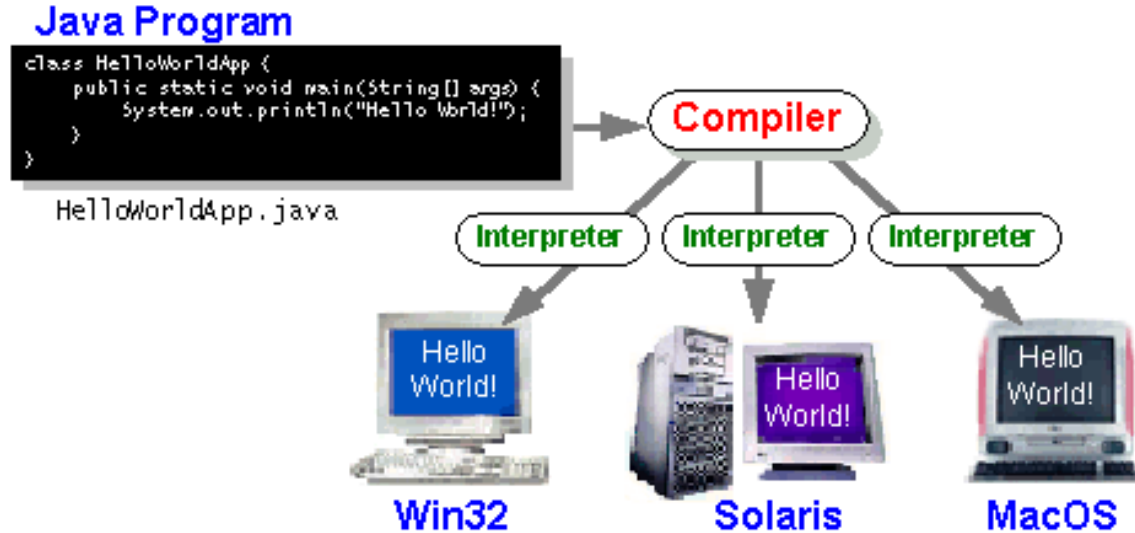 Java Program
class HelloWorldApp {
    public static void main(String[] args) {
        System.out.println("Hello World!");
    }
}
HelloWorldApp.java
Compiler
Interpreter
Interpreter
Interpreter
Hello
World!
Hello
World!
Hello
World!
Win32
Solaris
MacOS